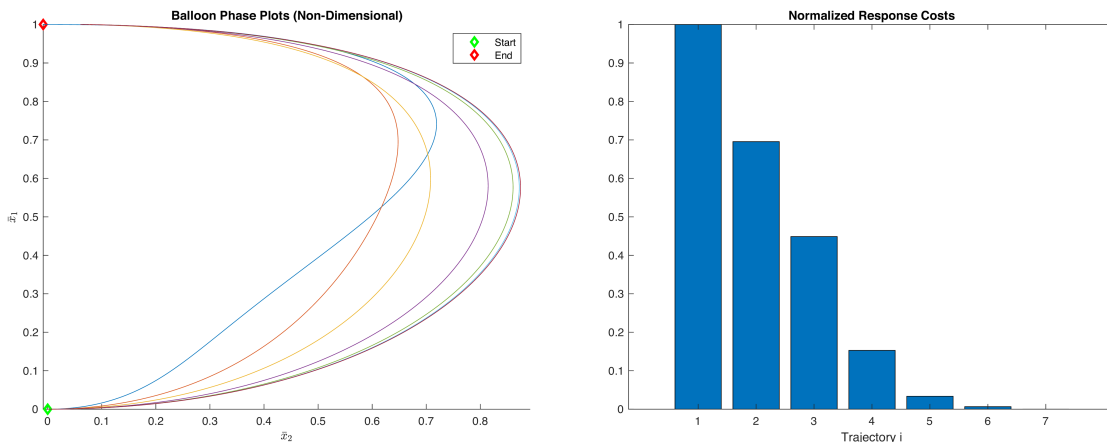 Balloon Phase Plots (Non-Dimensional)
1
0.9
0.8
0.7
0.6
0.5
0.4
0.3
0.2
0.1
0
x̄₁
0 0.1 0.2 0.3 0.4 0.5 0.6 0.7 0.8
x̄₂
Start
End
Normalized Response Costs
1
0.9
0.8
0.7
0.6
0.5
0.4
0.3
0.2
0.1
0
1 2 3 4 5 6 7
Trajectory i